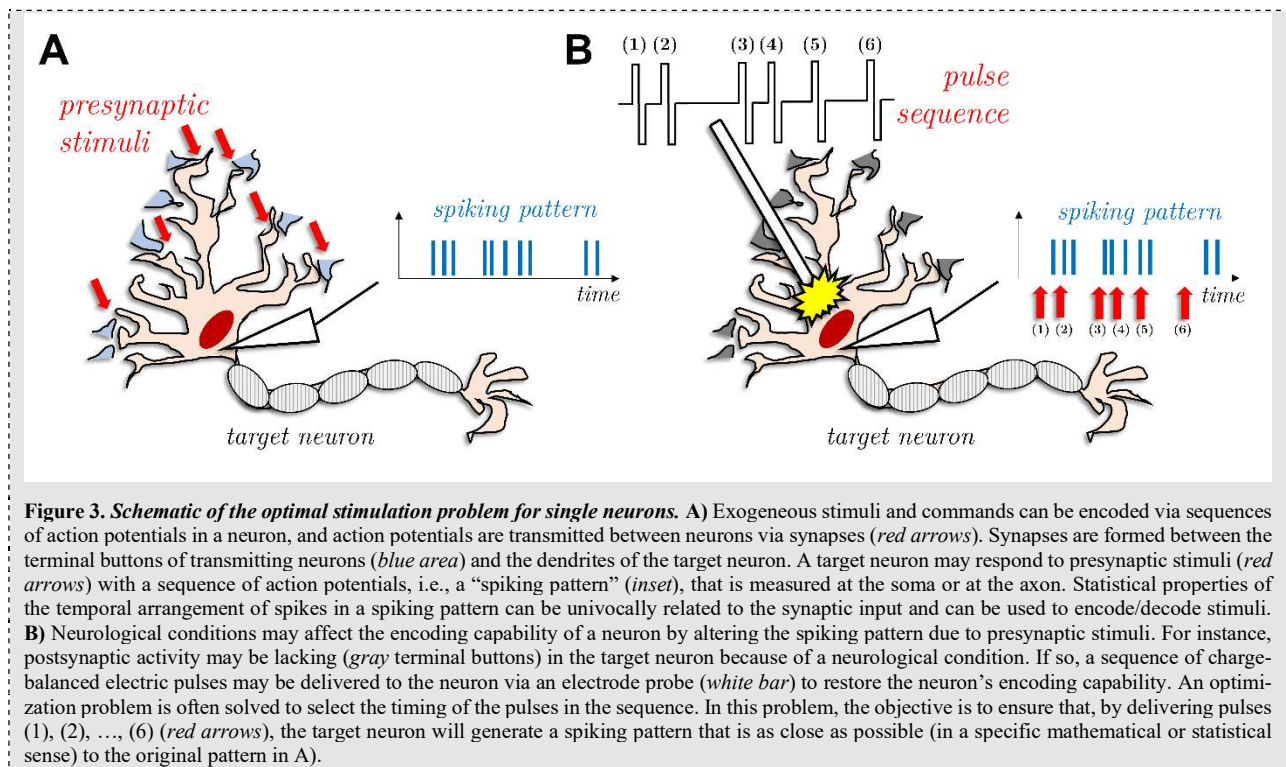 A
B
(1) (2) (3) (4) (5) (6)
presynaptic
stimuli
pulse
sequence
spiking pattern
time
spiking pattern
time
(1) (2) (3) (4) (5) (6)
target neuron
target neuron
Figure 3. Schematic of the optimal stimulation problem for single neurons. A) Exogeneous stimuli and commands can be encoded via sequences
of action potentials in a neuron, and action potentials are transmitted between neurons via synapses (red arrows). Synapses are formed between the
terminal buttons of transmitting neurons (blue area) and the dendrites of the target neuron. A target neuron may respond to presynaptic stimuli (red
arrows) with a sequence of action potentials, i.e., a “spiking pattern” (inset), that is measured at the soma or at the axon. Statistical properties of
the temporal arrangement of spikes in a spiking pattern can be univocally related to the synaptic input and can be used to encode/decode stimuli.
B) Neurological conditions may affect the encoding capability of a neuron by altering the spiking pattern due to presynaptic stimuli. For instance,
postsynaptic activity may be lacking (gray terminal buttons) in the target neuron because of a neurological condition. If so, a sequence of charge-
balanced electric pulses may be delivered to the neuron via an electrode probe (white bar) to restore the neuron’s encoding capability. An optimi-
zation problem is often solved to select the timing of the pulses in the sequence. In this problem, the objective is to ensure that, by delivering pulses
(1), (2), …, (6) (red arrows), the target neuron will generate a spiking pattern that is as close as possible (in a specific mathematical or statistical
sense) to the original pattern in A).